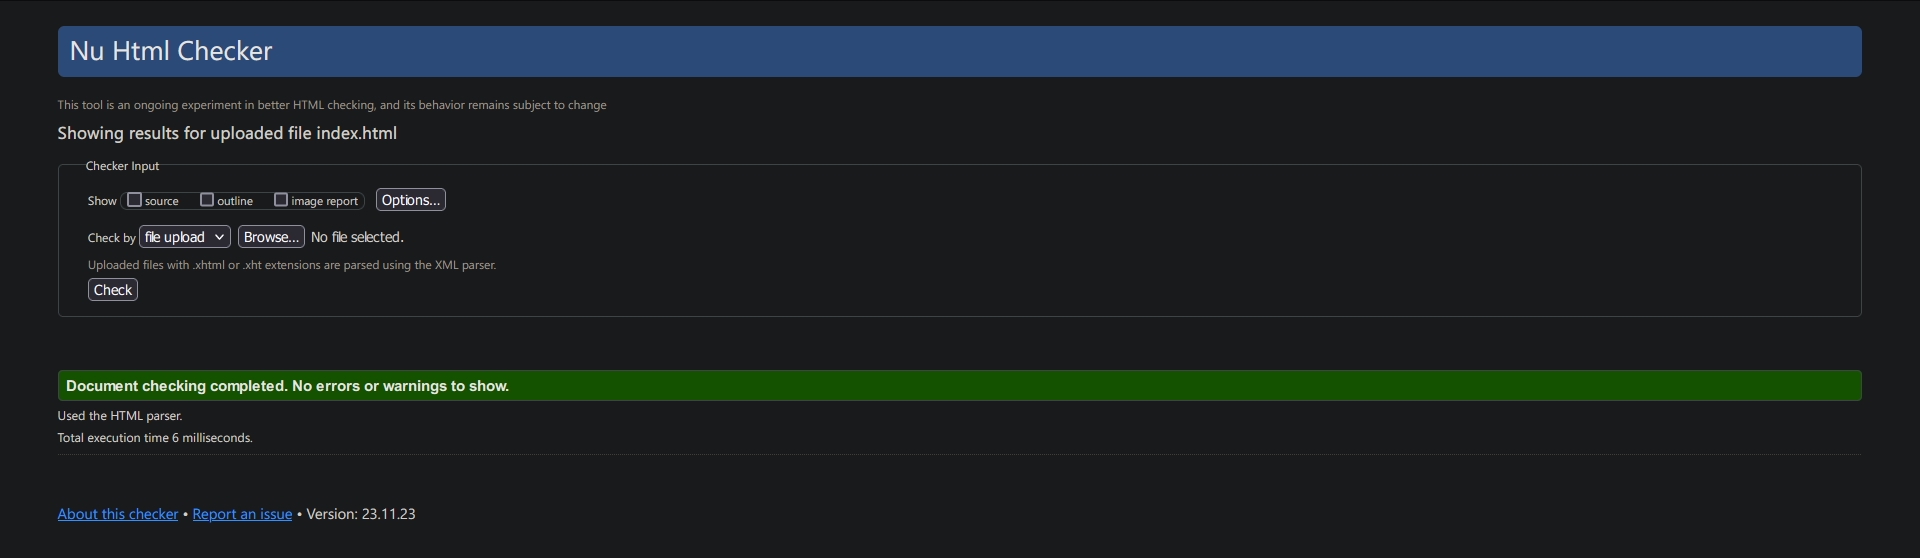 Nu Html Checker
This tool is an ongoing experiment in better HTML checking, and its behavior remains subject to change
Showing results for uploaded file index.html
Checker Input
Show source outline image report Options...
Check by file upload Browse... No file selected.
Uploaded files with .xhtml or .xht extensions are parsed using the XML parser.
Check
Document checking completed. No errors or warnings to show.
Used the HTML parser.
Total execution time 6 milliseconds.
About this checker • Report an issue • Version: 23.11.23